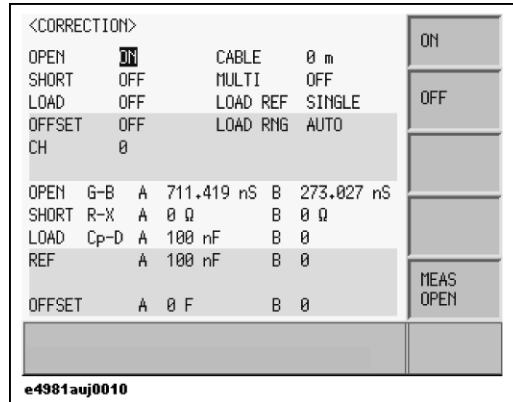 <CORRECTION>
OPEN ON CABLE 0 m
SHORT OFF MULTI OFF
LOAD OFF LOAD REF SINGLE
OFFSET OFF LOAD RNG AUTO
CH 0
OPEN G-B A 711.419 nS B 273.027 nS
SHORT R-X A 0 Ω B 0 Ω
LOAD Cp-D A 100 nF B 0
REF A 100 nF B 0
OFFSET A 0 F B 0
ON
OFF
MEAS
OPEN
e4981auj0010